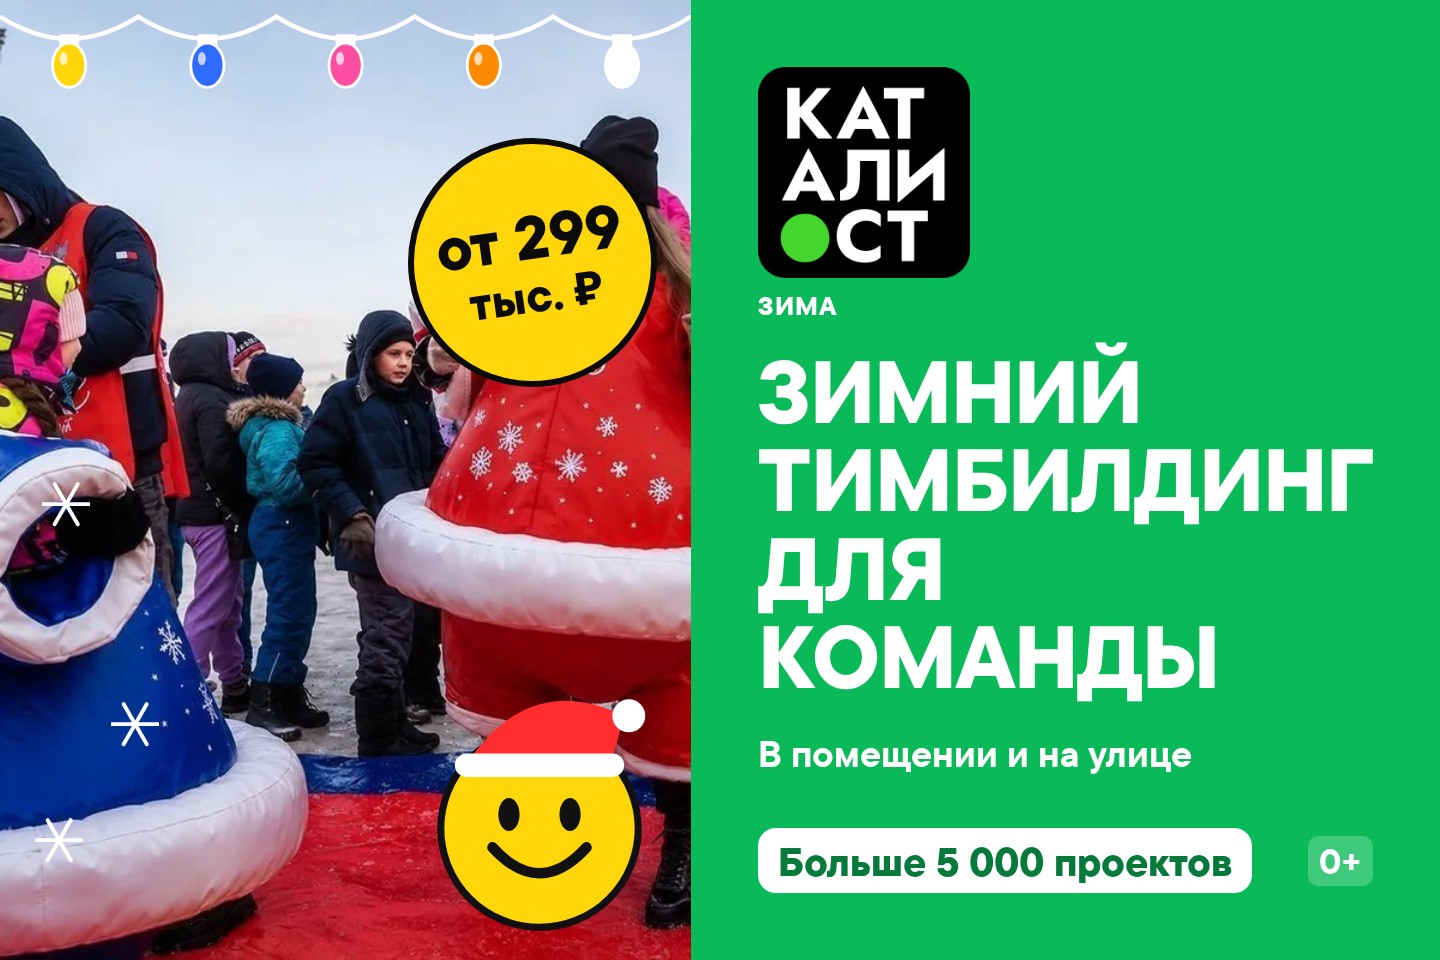 от 299
тыс. ₽
КАТ
АЛИ
СТ
ЗИМА
ЗИМНИЙ
ТИМБИЛДИНГ
ДЛЯ
КОМАНДЫ
В помещении и на улице
Больше 5 000 проектов
0+